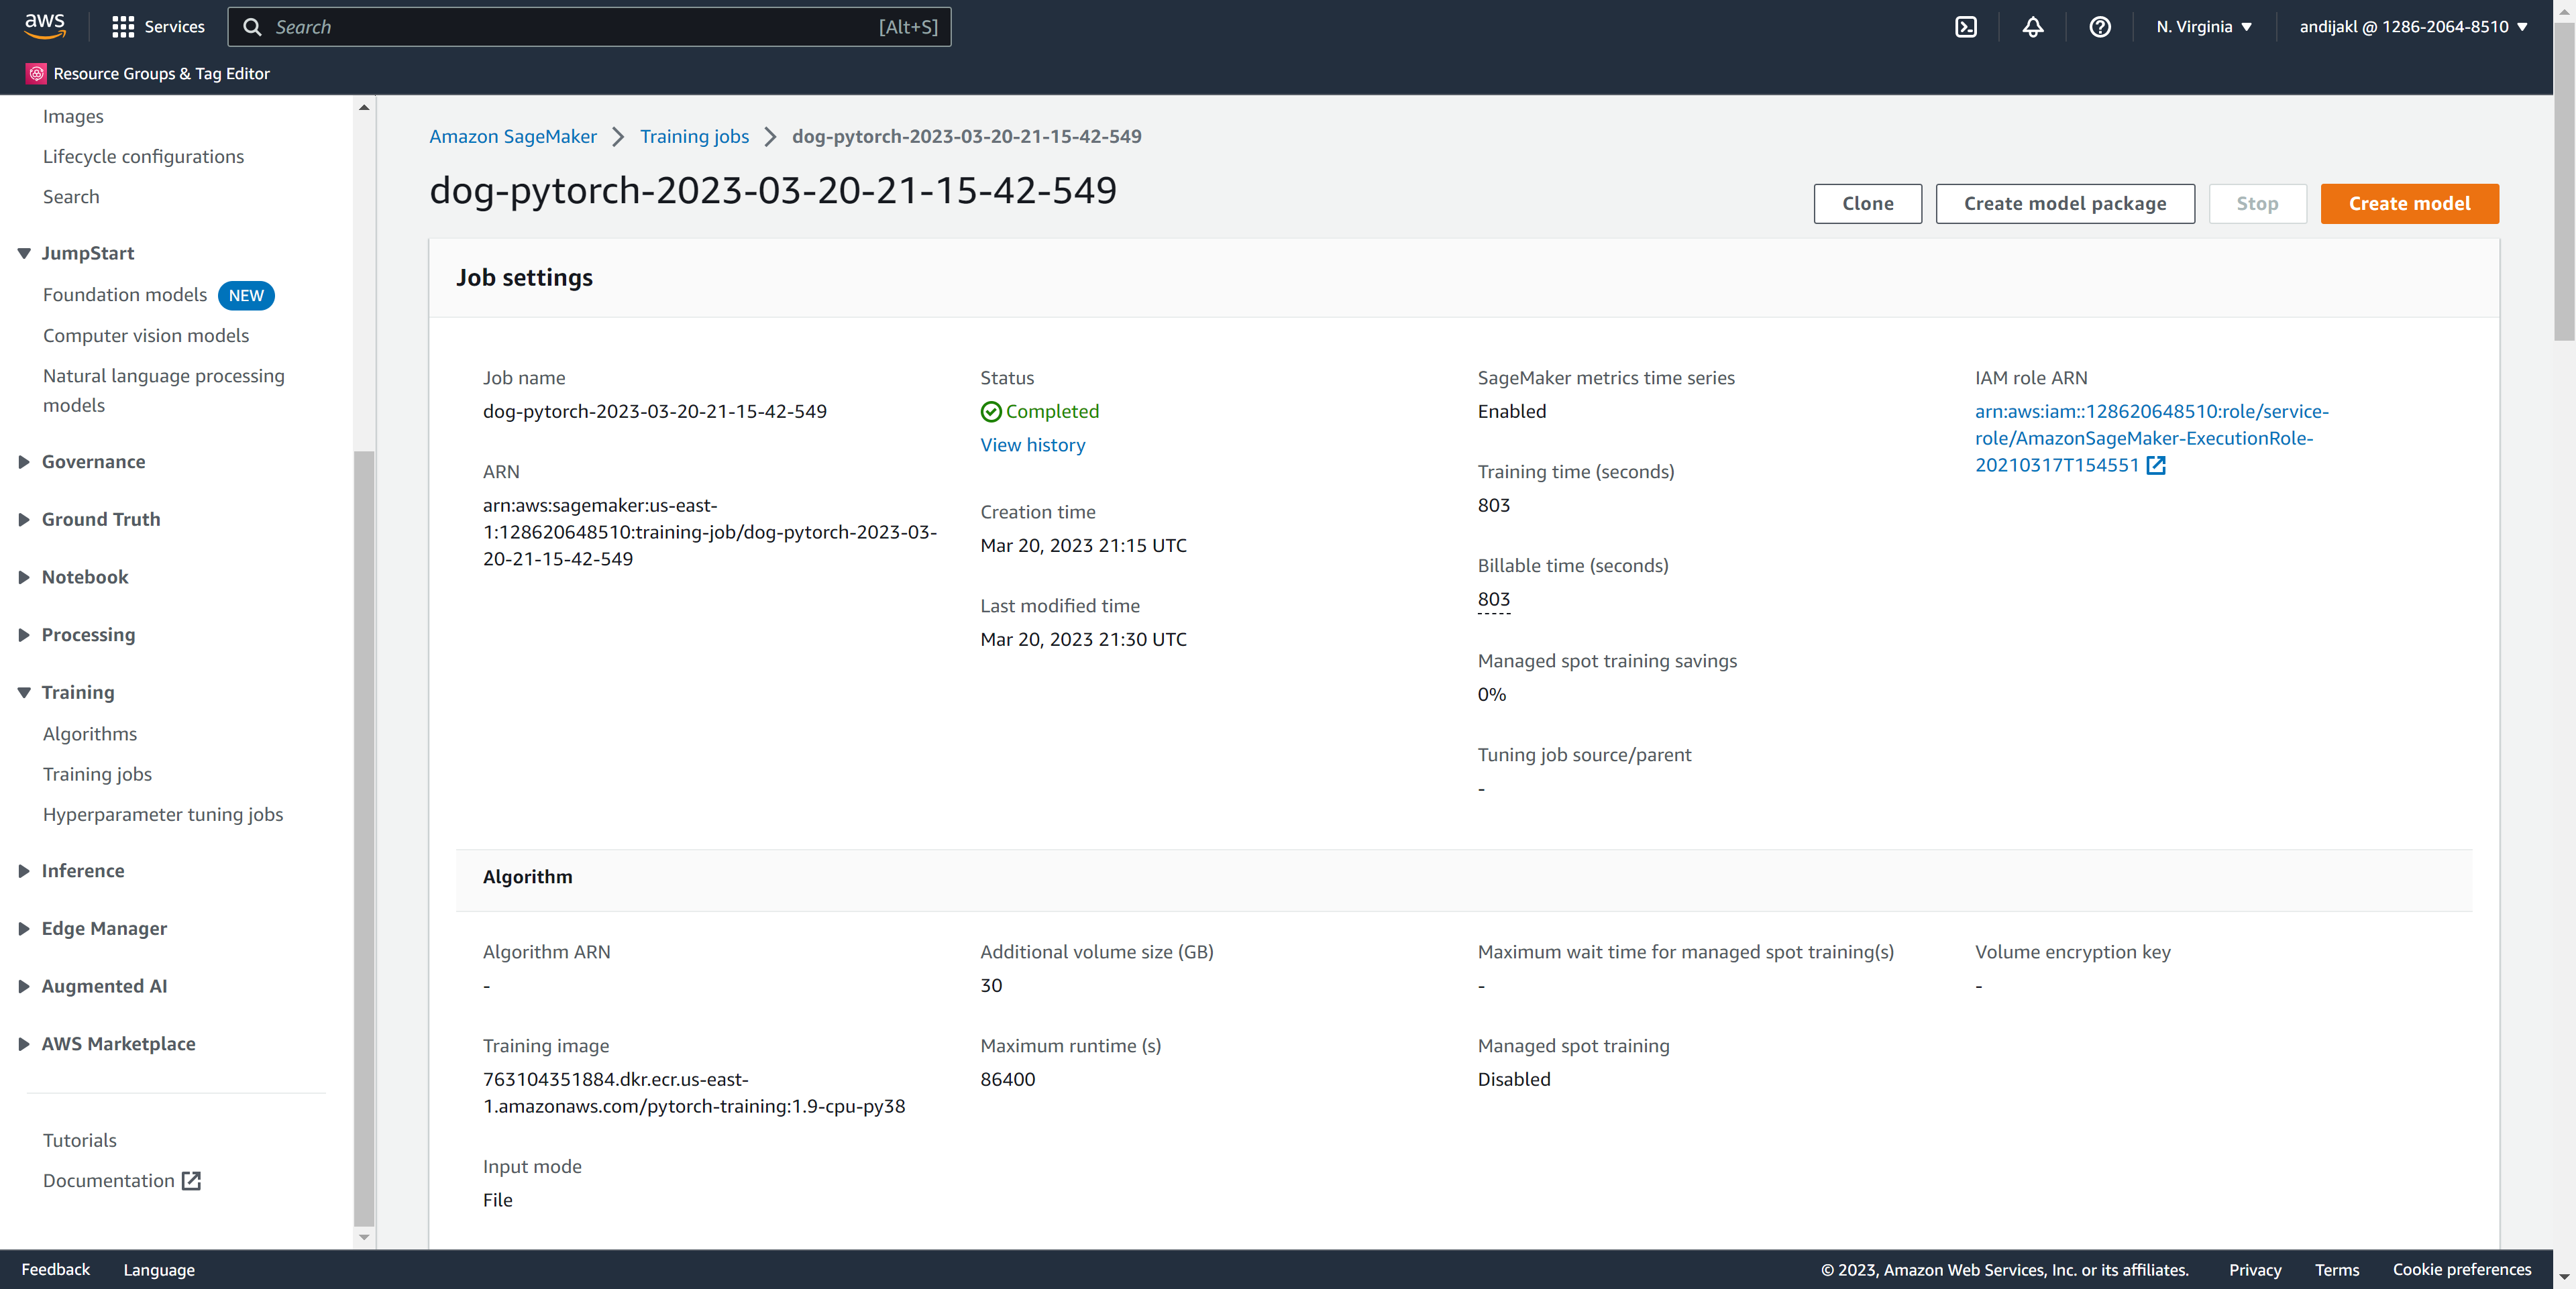 aws
Services
Search
[Alt+S]
N. Virginia
andijakl @ 1286-2064-8510
Resource Groups & Tag Editor
Images
Lifecycle configurations
Search
JumpStart
Foundation models NEW
Computer vision models
Natural language processing
models
Governance
Ground Truth
Notebook
Processing
Training
Algorithms
Training jobs
Hyperparameter tuning jobs
Inference
Edge Manager
Augmented AI
AWS Marketplace
Tutorials
Documentation
Amazon SageMaker
Training jobs
dog-pytorch-2023-03-20-21-15-42-549
dog-pytorch-2023-03-20-21-15-42-549
Clone
Create model package
Stop
Create model
Job settings
Job name
dog-pytorch-2023-03-20-21-15-42-549
ARN
arn:aws:sagemaker:us-east-
1:128620648510:training-job/dog-pytorch-2023-03-
20-21-15-42-549
Status
Completed
View history
Creation time
Mar 20, 2023 21:15 UTC
Last modified time
Mar 20, 2023 21:30 UTC
SageMaker metrics time series
Enabled
Training time (seconds)
803
Billable time (seconds)
803
Managed spot training savings
0%
Tuning job source/parent
-
IAM role ARN
arn:aws:iam::128620648510:role/service-
role/AmazonSageMaker-ExecutionRole-
20210317T154551
Algorithm
Algorithm ARN
-
Training image
763104351884.dkr.ecr.us-east-
1.amazonaws.com/pytorch-training:1.9-cpu-py38
Input mode
File
Additional volume size (GB)
30
Maximum runtime (s)
86400
Maximum wait time for managed spot training(s)
-
Managed spot training
Disabled
Volume encryption key
-
Feedback
Language
© 2023, Amazon Web Services, Inc. or its affiliates.
Privacy
Terms
Cookie preferences